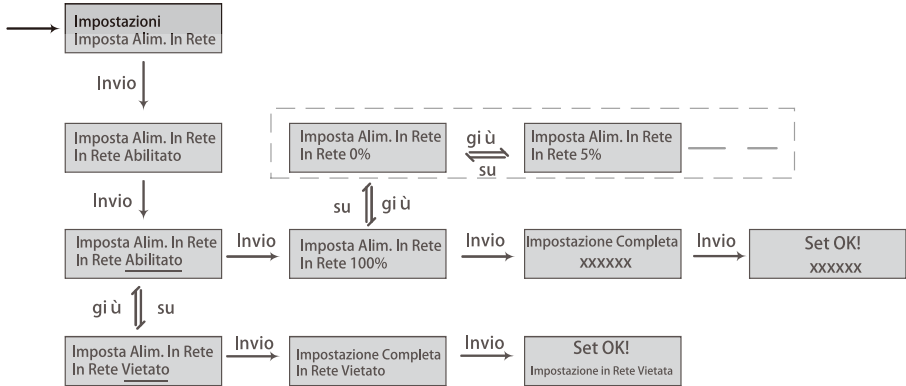 Impostazioni
Imposta Alim. In Rete
Invio
Imposta Alim. In Rete
In Rete Abilitato
Imposta Alim. In Rete
In Rete 0%
giù
su
Imposta Alim. In Rete
In Rete 5%
Invio
su
giù
Imposta Alim. In Rete
In Rete Abilitato
Invio
Imposta Alim. In Rete
In Rete 100%
Invio
Impostazione Completa
xxxxxx
Invio
Set OK!
xxxxxx
giù
su
Imposta Alim. In Rete
In Rete Vietato
Invio
Impostazione Completa
In Rete Vietato
Invio
Set OK!
Impostazione in Rete Vietata